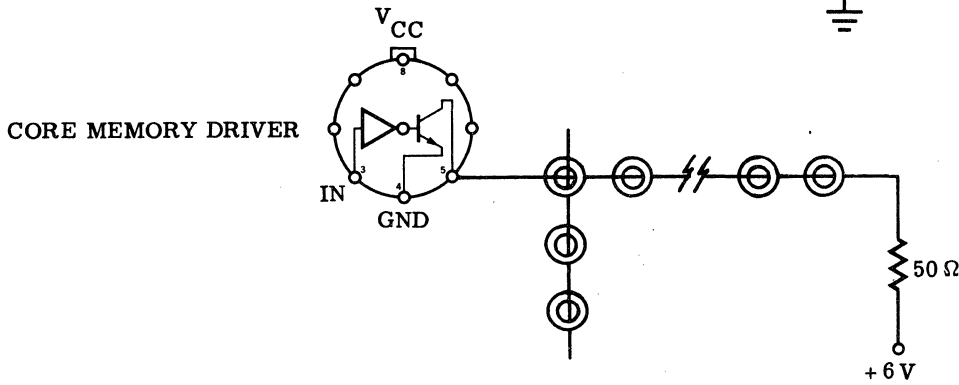 V
CC
8
CORE MEMORY DRIVER
3
5
4
IN
GND
50 Ω
+ 6 V